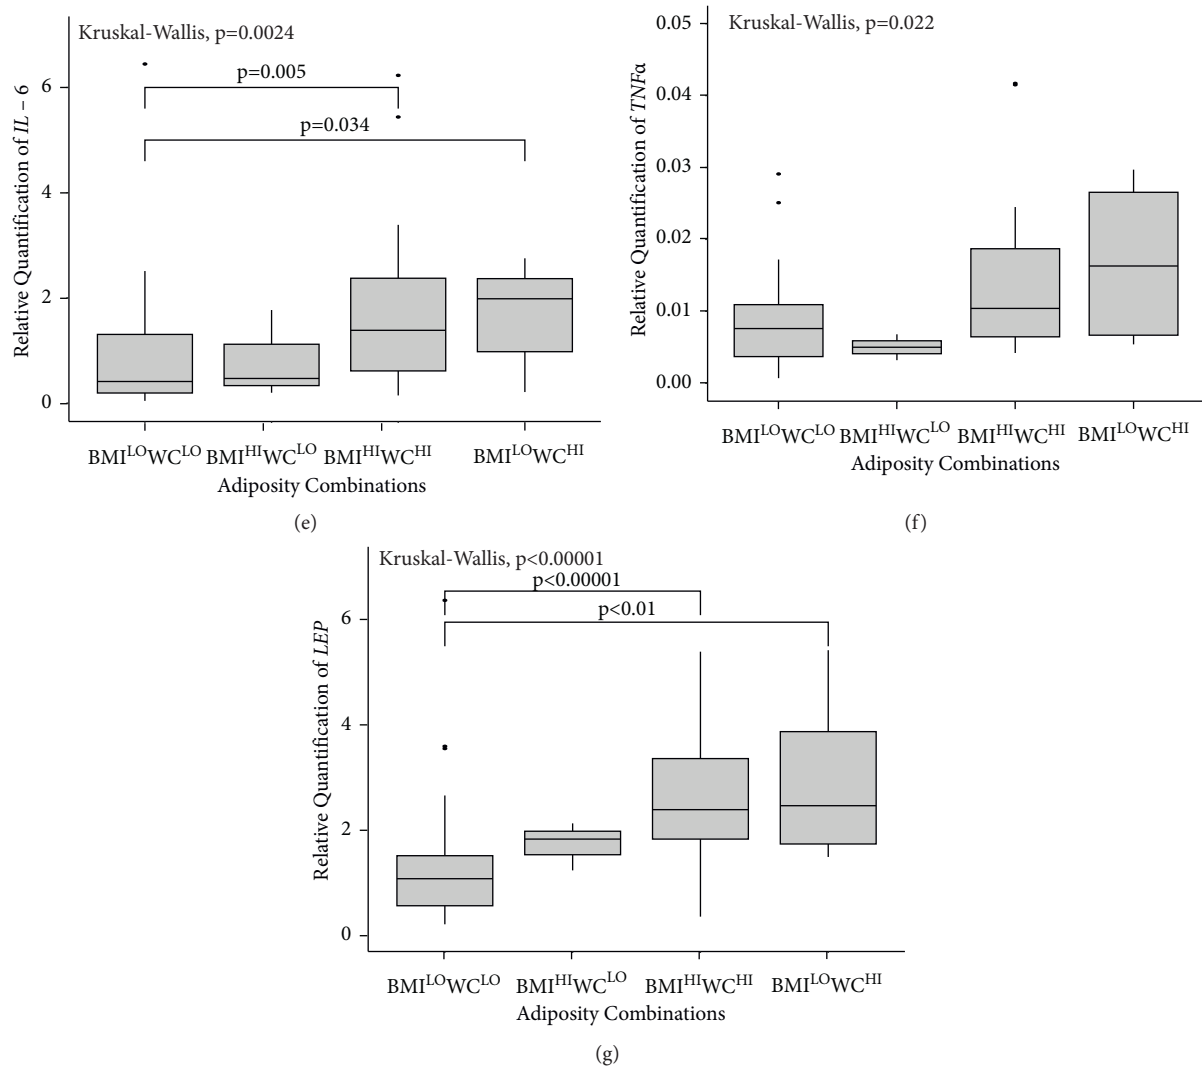 Kruskal-Wallis, p=0.0024
p=0.005
p=0.034
Relative Quantification of IL – 6
6
4
2
0
BMI^LO WC^LO BMI^HI WC^LO BMI^HI WC^HI BMI^LO WC^HI
Adiposity Combinations
(e)
Kruskal-Wallis, p=0.022
Relative Quantification of TNFα
0.05
0.04
0.03
0.02
0.01
0.00
BMI^LO WC^LO BMI^HI WC^LO BMI^HI WC^HI BMI^LO WC^HI
Adiposity Combinations
(f)
Kruskal-Wallis, p<0.00001
p<0.00001
p<0.01
Relative Quantification of LEP
6
4
2
0
BMI^LO WC^LO BMI^HI WC^LO BMI^HI WC^HI BMI^LO WC^HI
Adiposity Combinations
(g)